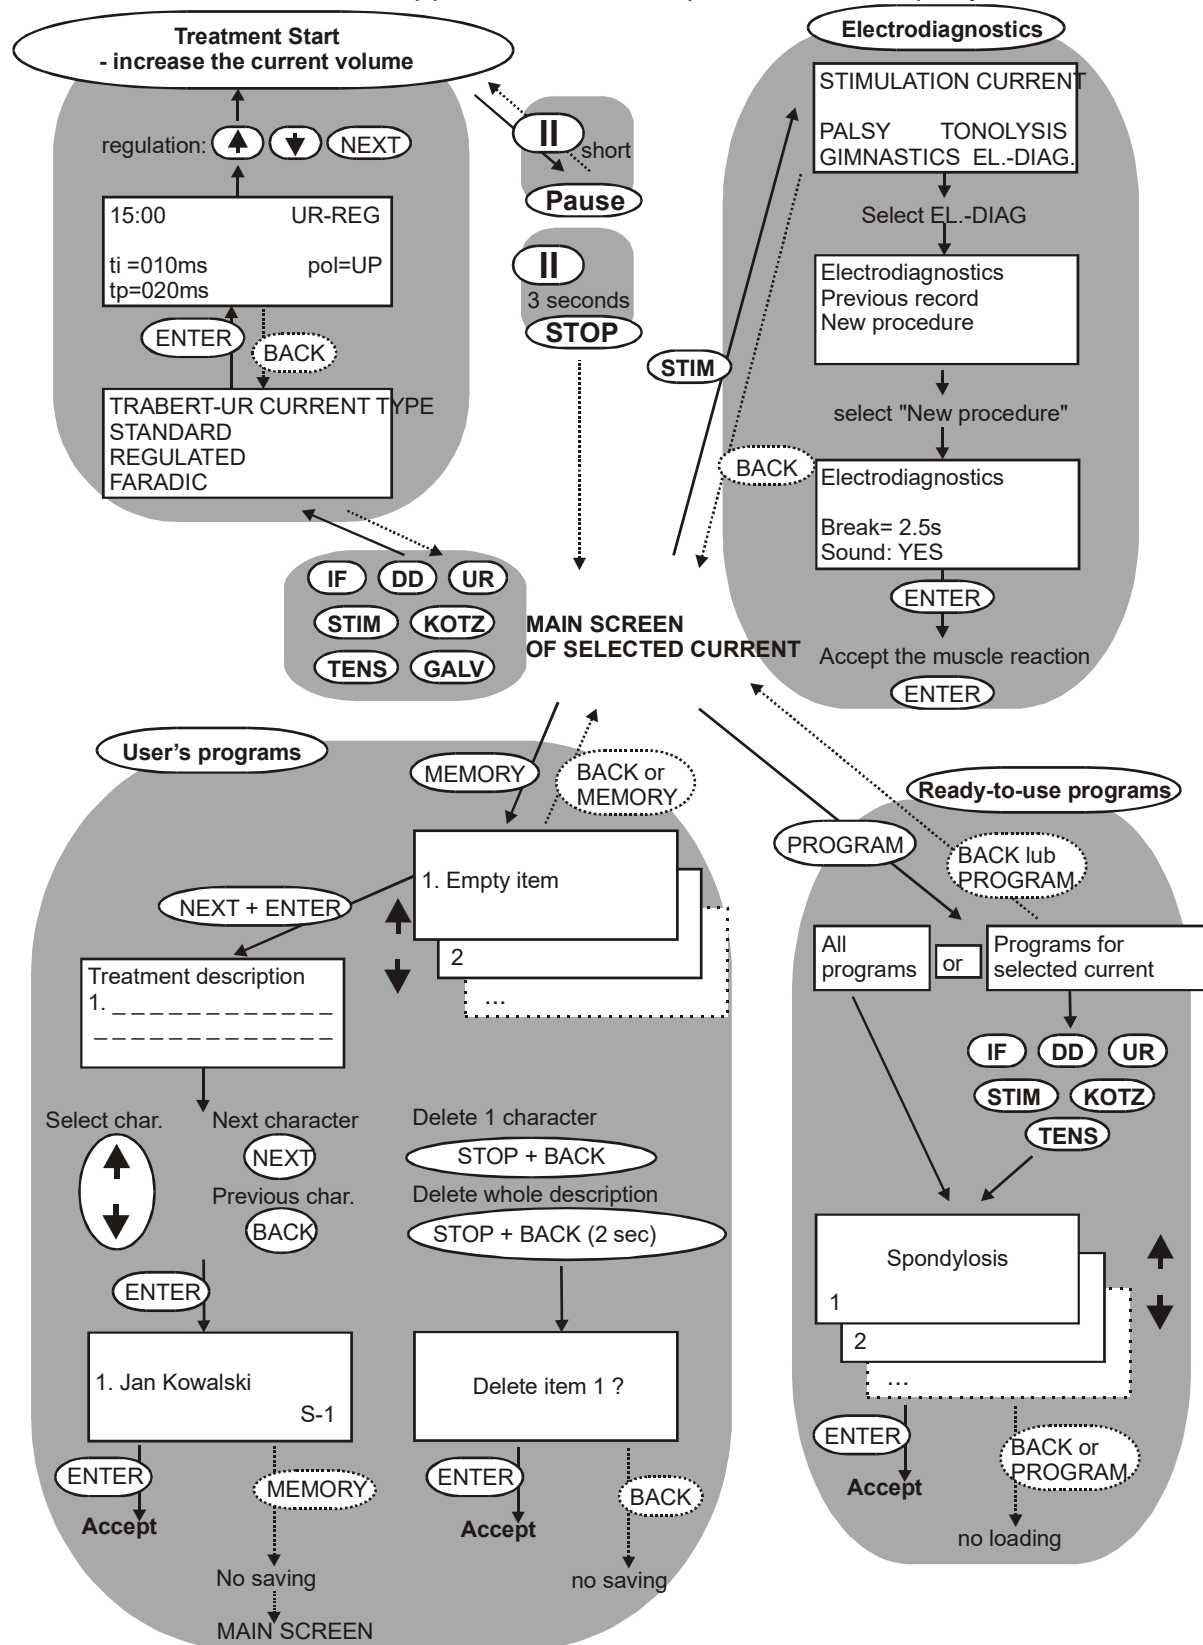 Treatment Start
- increase the current volume
regulation:
NEXT
15:00 UR-REG
ti =010ms pol=UP
tp=020ms
ENTER
BACK
TRABERT-UR CURRENT TYPE
STANDARD
REGULATED
FARADIC
II
short
Pause
II
3 seconds
STOP
Electrodiagnostics
STIMULATION CURRENT
PALSY TONOLYSIS
GIMNASTICS EL.-DIAG.
Select EL.-DIAG
Electrodiagnostics
Previous record
New procedure
select "New procedure"
Electrodiagnostics
Break= 2.5s
Sound: YES
ENTER
Accept the muscle reaction
ENTER
STIM
BACK
IF DD UR
STIM KOTZ
TENS GALV
MAIN SCREEN
OF SELECTED CURRENT
User's programs
MEMORY
BACK or
MEMORY
1. Empty item
2
...
NEXT + ENTER
Treatment description
1. _ _ _ _ _ _ _ _ _ _ _ _
_ _ _ _ _ _ _ _ _ _ _ _ _
Select char.
Next character
NEXT
Previous char.
BACK
Delete 1 character
STOP + BACK
Delete whole description
STOP + BACK (2 sec)
ENTER
1. Jan Kowalski
S-1
ENTER
Accept
MEMORY
No saving
MAIN SCREEN
Delete item 1 ?
ENTER
Accept
BACK
no saving
Ready-to-use programs
PROGRAM
BACK lub
PROGRAM
All
programs
or
Programs for
selected current
IF DD UR
STIM KOTZ
TENS
Spondylosis
1
2
...
ENTER
Accept
BACK or
PROGRAM
no loading